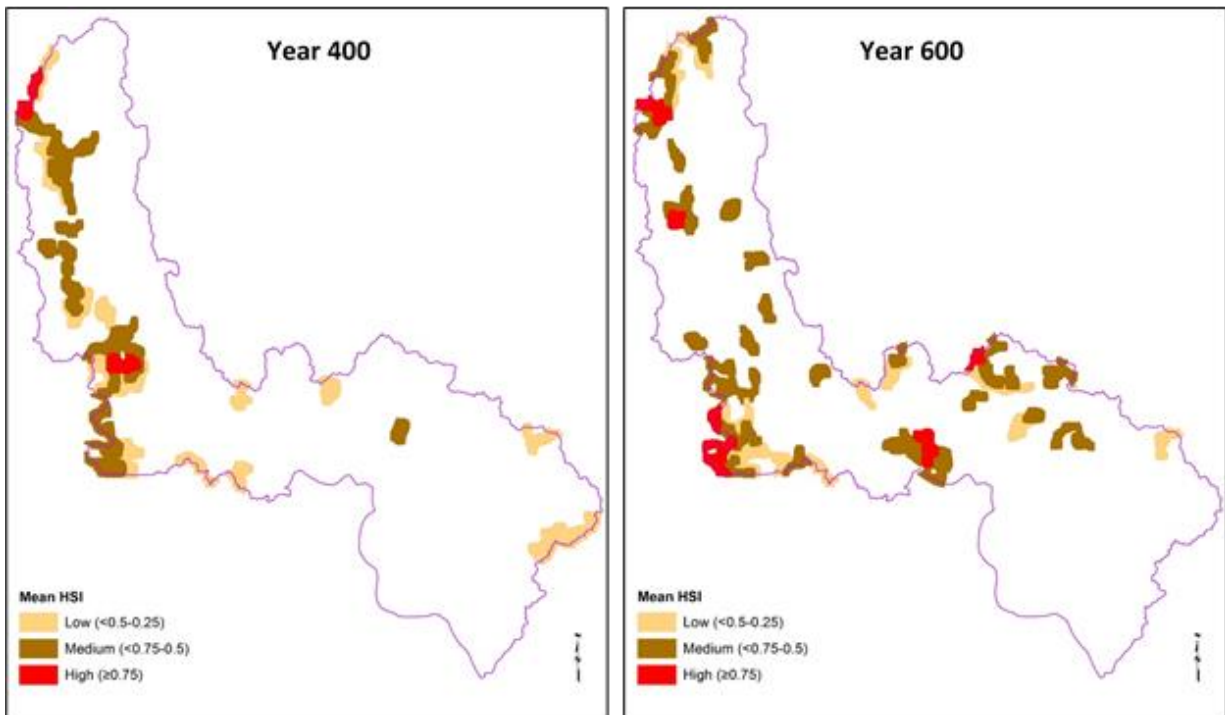 Year 400
Mean HSI
Low (<0.5-0.25)
Medium (<0.75-0.5)
High (≥0.75)
Year 600
Mean HSI
Low (<0.5-0.25)
Medium (<0.75-0.5)
High (≥0.75)